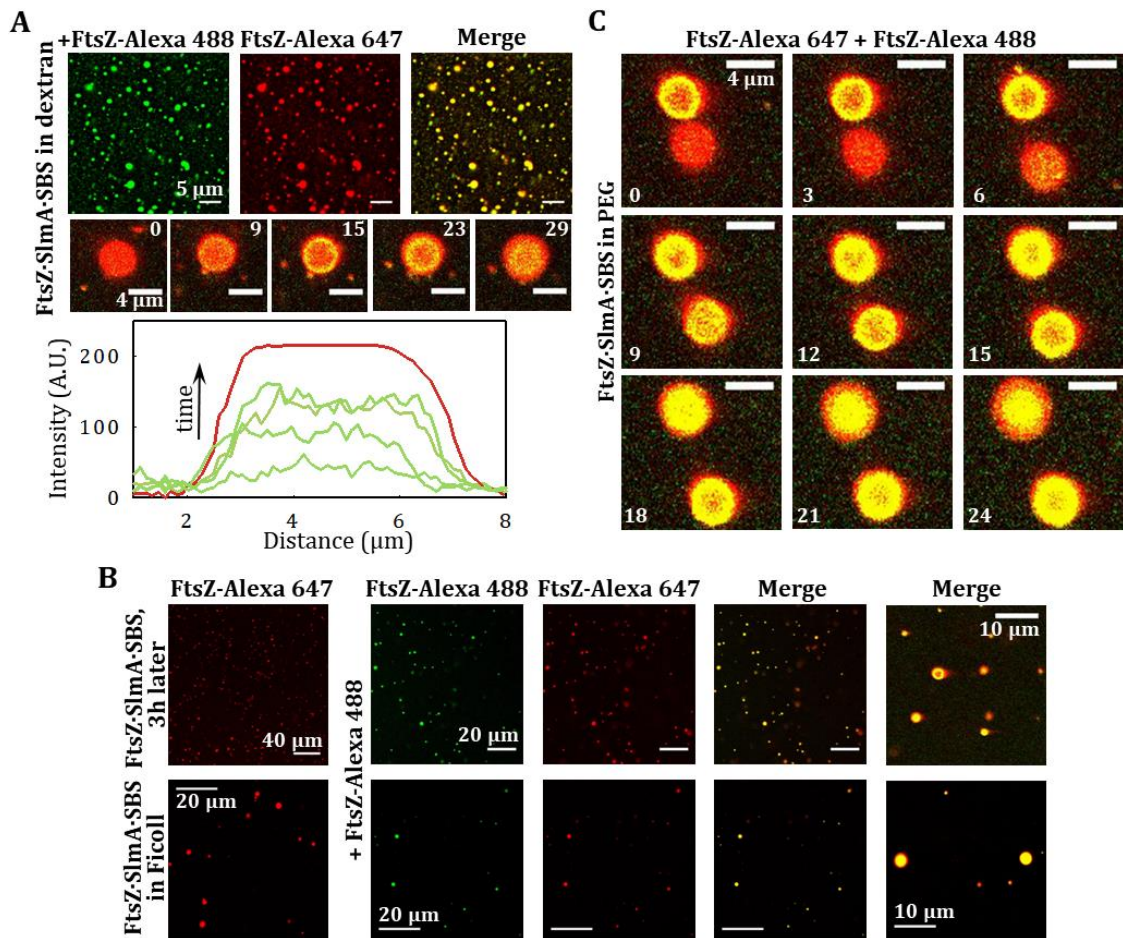 A
+FtsZ-Alexa 488 FtsZ-Alexa 647 Merge
FtsZ·SlmA·SBS in dextran
5 µm
0 9 15 23 29
4 µm
Intensity (A.U.)
200
100
0
time
2 4 6 8
Distance (µm)
C
FtsZ-Alexa 647 + FtsZ-Alexa 488
FtsZ·SlmA·SBS in PEG
4 µm
0 3 6
9 12 15
18 21 24
B
FtsZ-Alexa 647 FtsZ-Alexa 488 FtsZ-Alexa 647 Merge Merge
FtsZ·SlmA·SBS,
3h later
40 µm
+ FtsZ-Alexa 488
20 µm
10 µm
FtsZ·SlmA·SBS
in Ficoll
20 µm
20 µm
10 µm